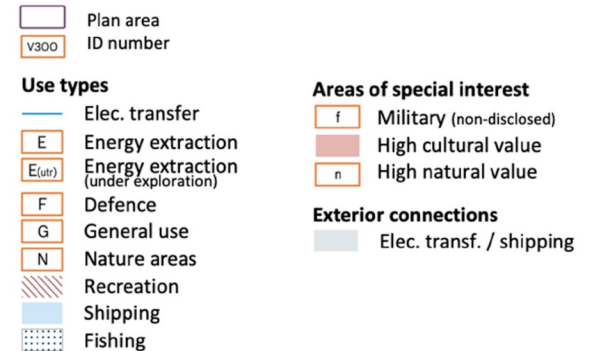 Plan area
V300 ID number
Use types
Elec. transfer
E Energy extraction
E(utr) Energy extraction
(under exploration)
F Defence
G General use
N Nature areas
Recreation
Shipping
Fishing
Areas of special interest
f Military (non-disclosed)
High cultural value
n High natural value
Exterior connections
Elec. transf. / shipping